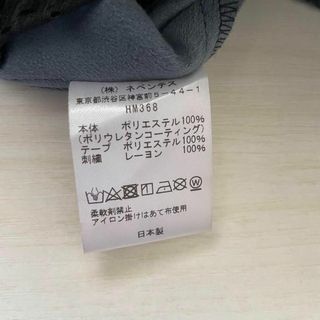 (株) ネペンテス
東京都渋谷区神宮前5-44-1
HM368
本体 ポリエステル100%
(ポリウレタンコーティング)
テープ ポリエステル100%
刺繍 レーヨン 100%
柔軟剤禁止
アイロン掛けはあて布使用
日本製